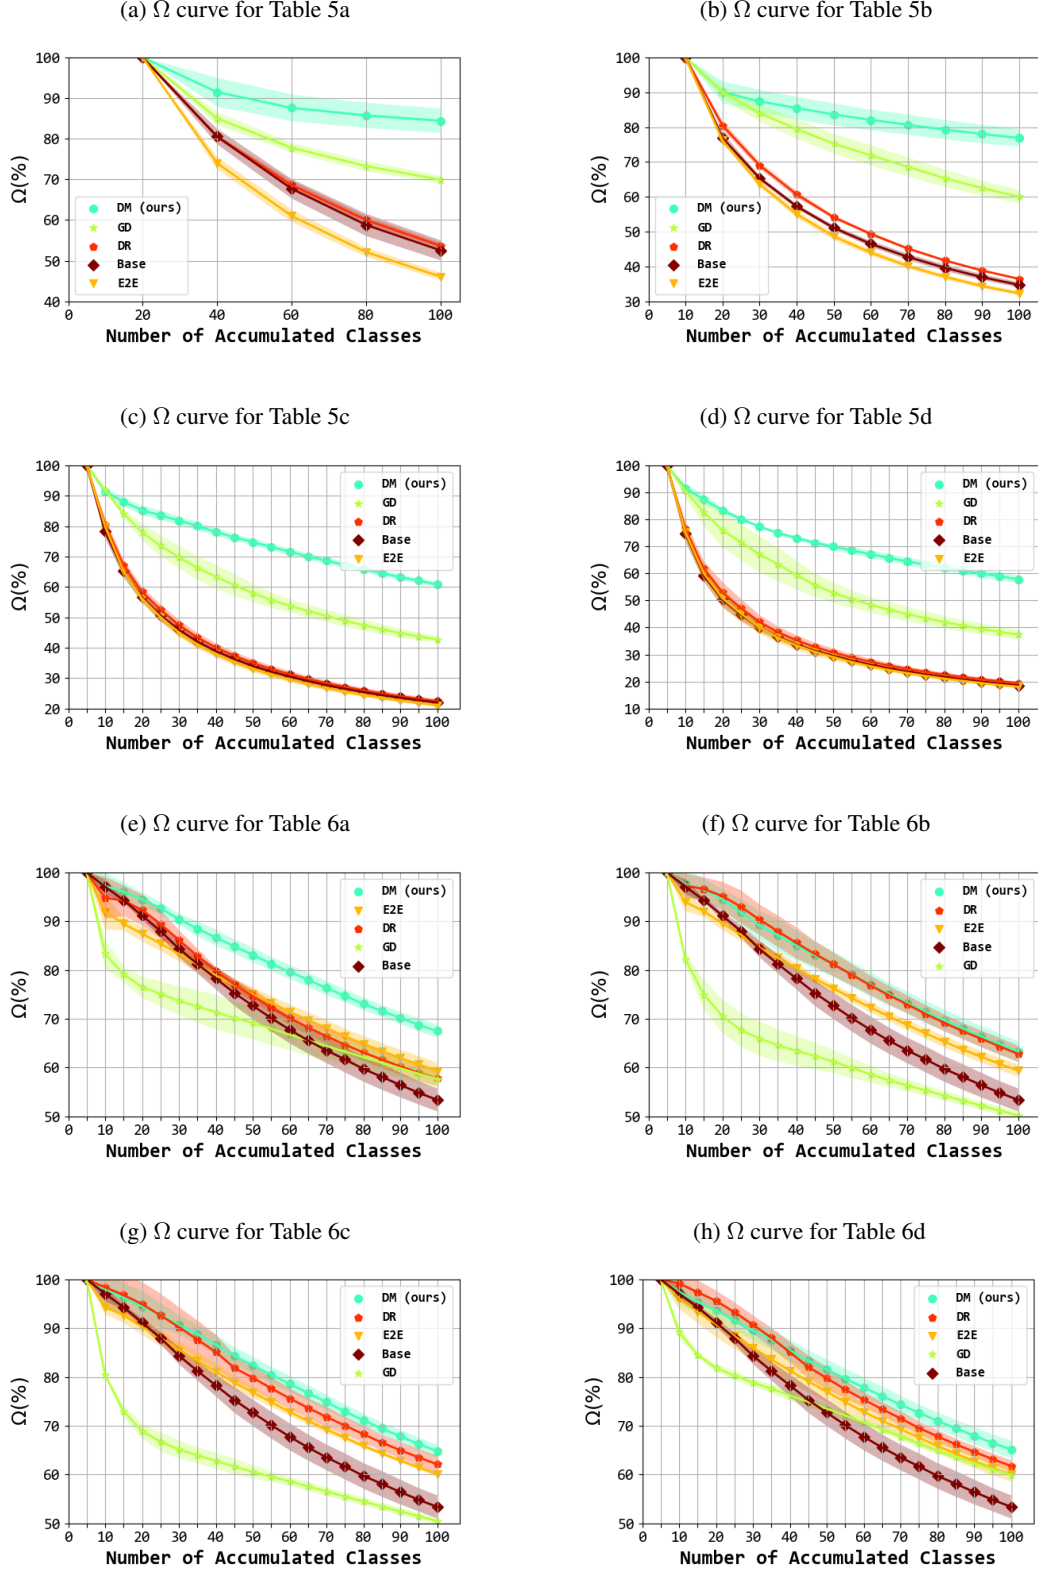 (a) Ω curve for Table 5a
(b) Ω curve for Table 5b
100
90
80
70
60
50
40
0
20
40
60
80
100
Ω(%)
Number of Accumulated Classes
DM (ours)
GD
DR
Base
E2E
100
90
80
70
60
50
40
30
0
10
20
30
40
50
60
70
80
90
100
Ω(%)
Number of Accumulated Classes
DM (ours)
GD
DR
Base
E2E
(c) Ω curve for Table 5c
(d) Ω curve for Table 5d
100
90
80
70
60
50
40
30
20
0
10
20
30
40
50
60
70
80
90
100
Ω(%)
Number of Accumulated Classes
DM (ours)
GD
DR
Base
E2E
100
90
80
70
60
50
40
30
20
10
0
10
20
30
40
50
60
70
80
90
100
Ω(%)
Number of Accumulated Classes
DM (ours)
GD
DR
Base
E2E
(e) Ω curve for Table 6a
(f) Ω curve for Table 6b
100
90
80
70
60
50
0
10
20
30
40
50
60
70
80
90
100
Ω(%)
Number of Accumulated Classes
DM (ours)
E2E
DR
GD
Base
100
90
80
70
60
50
0
10
20
30
40
50
60
70
80
90
100
Ω(%)
Number of Accumulated Classes
DM (ours)
DR
E2E
Base
GD
(g) Ω curve for Table 6c
(h) Ω curve for Table 6d
100
90
80
70
60
50
0
10
20
30
40
50
60
70
80
90
100
Ω(%)
Number of Accumulated Classes
DM (ours)
DR
E2E
Base
GD
100
90
80
70
60
50
0
10
20
30
40
50
60
70
80
90
100
Ω(%)
Number of Accumulated Classes
DM (ours)
DR
E2E
GD
Base